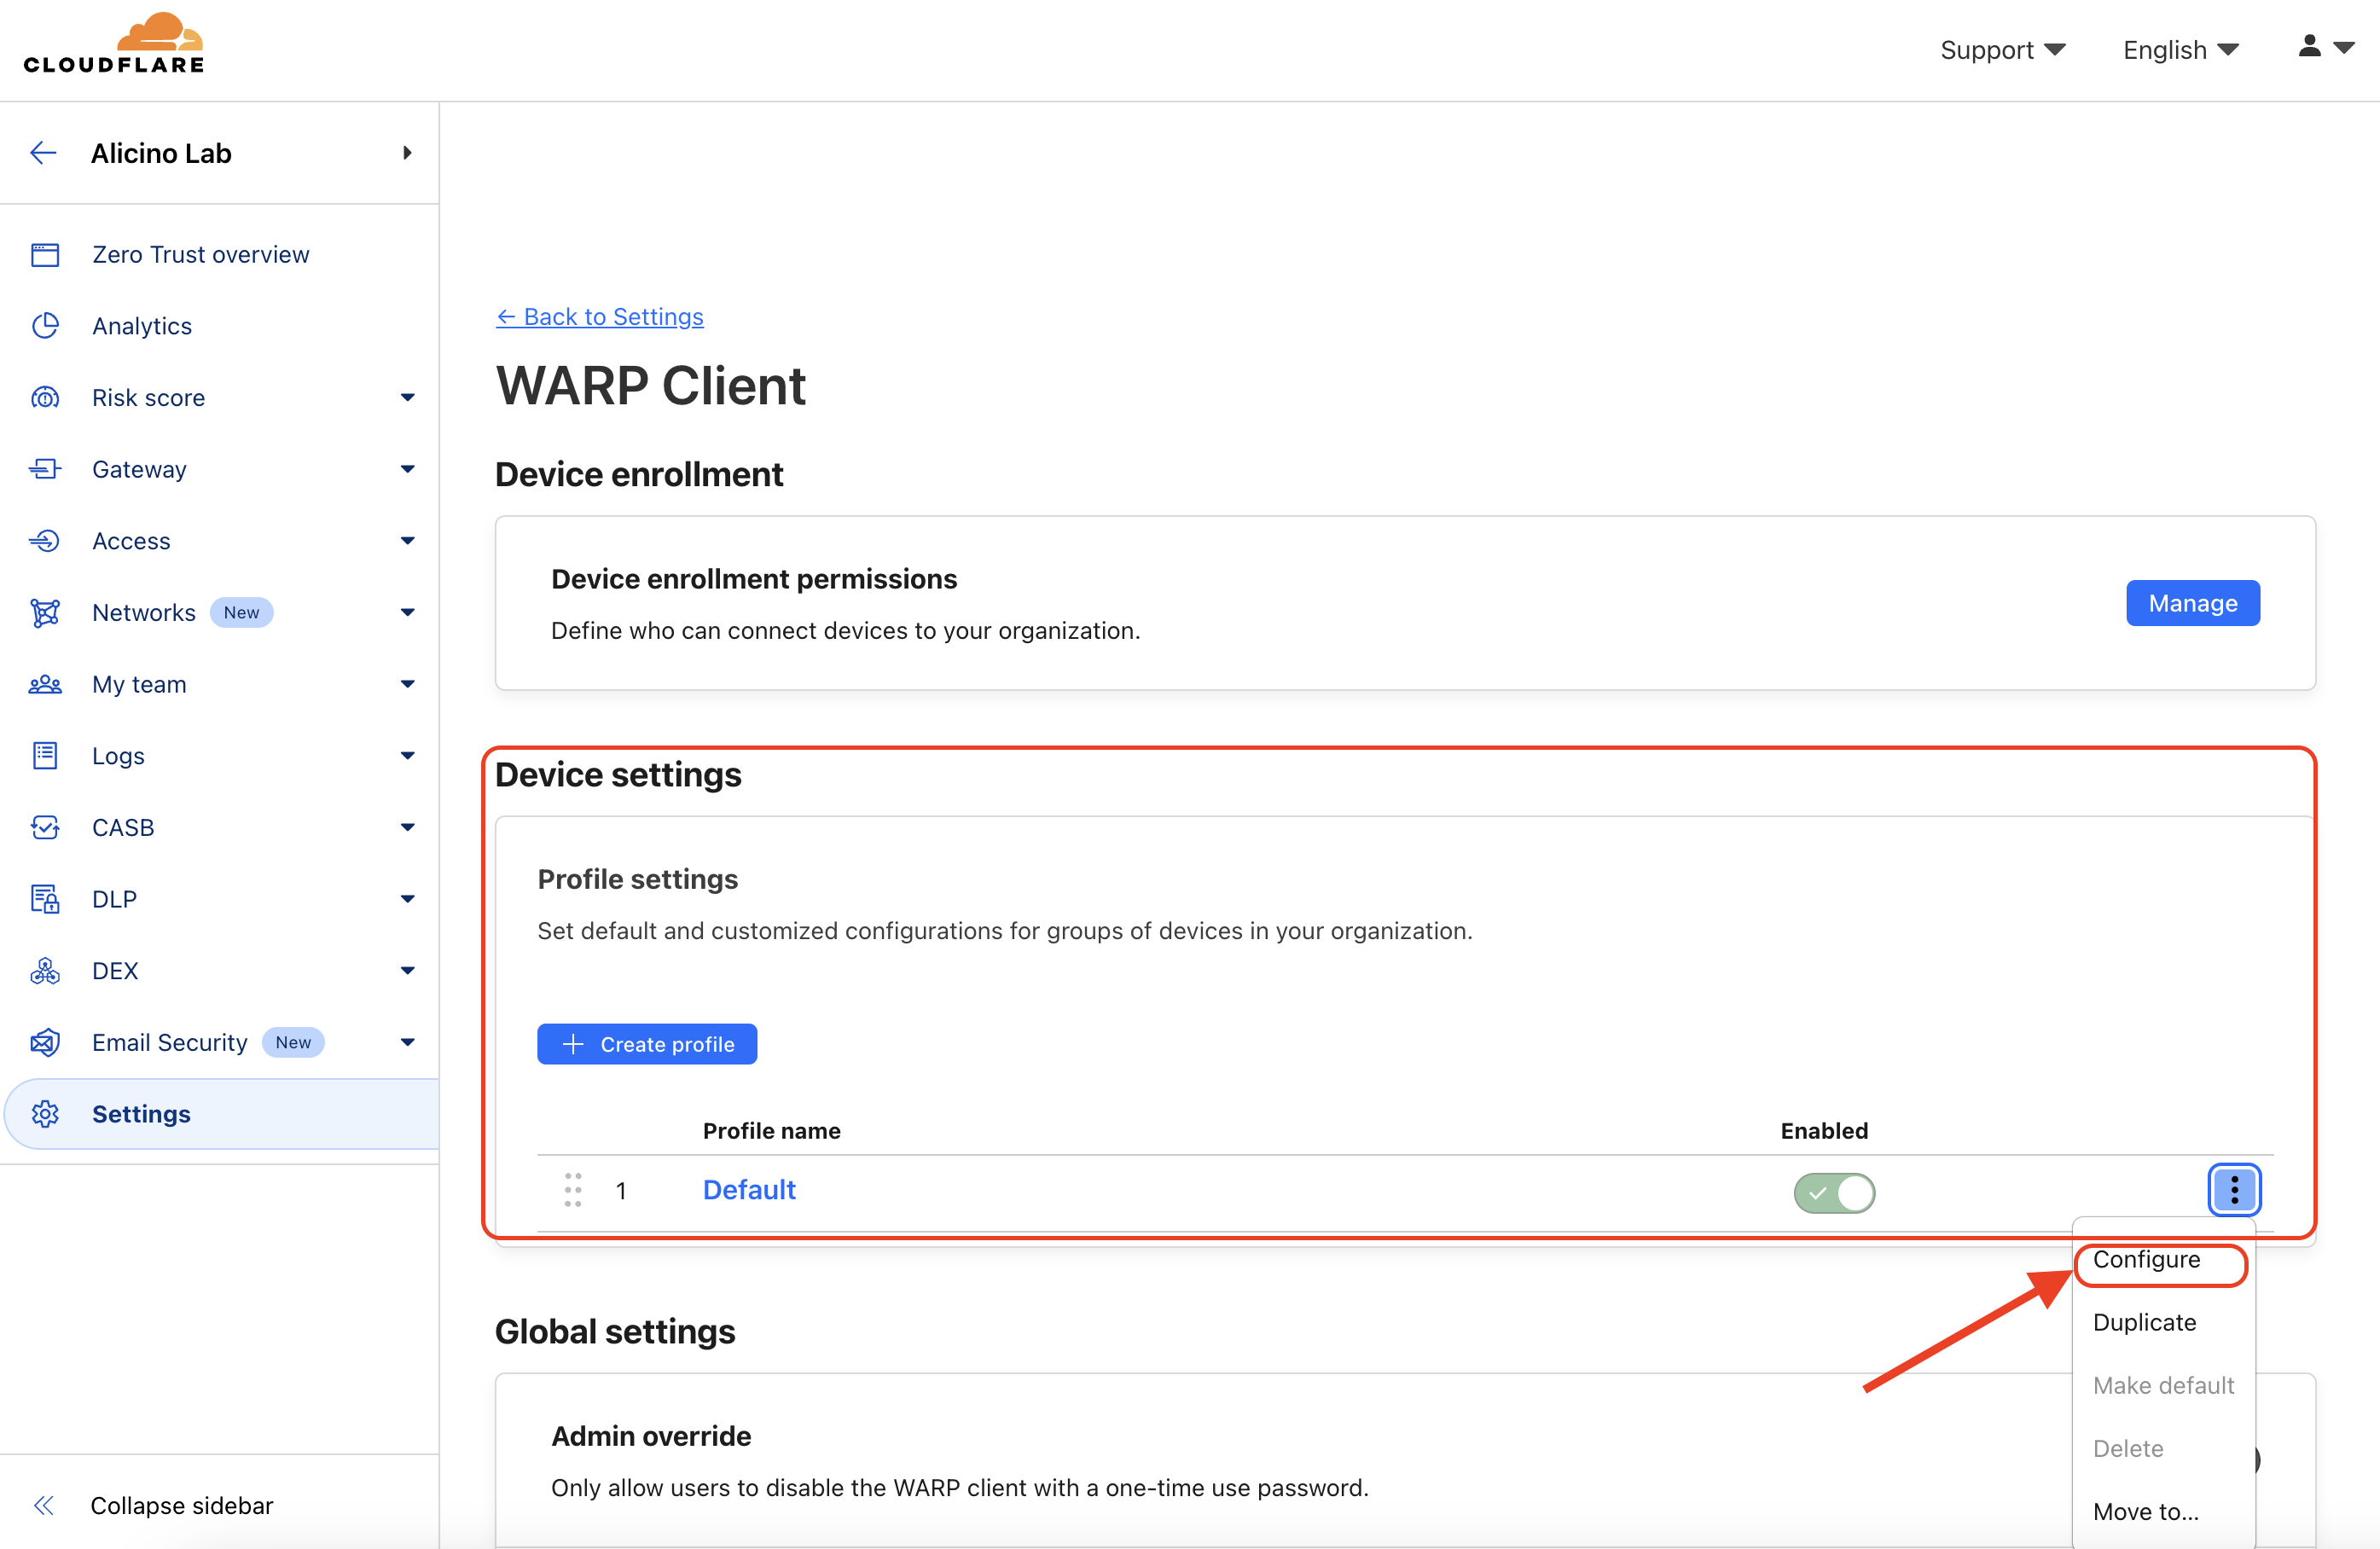 CLOUDFLARE
Support
English
Alicino Lab
Zero Trust overview
Analytics
Risk score
Gateway
Access
Networks New
My team
Logs
CASB
DLP
DEX
Email Security New
Settings
Collapse sidebar
← Back to Settings
WARP Client
Device enrollment
Device enrollment permissions
Define who can connect devices to your organization.
Manage
Device settings
Profile settings
Set default and customized configurations for groups of devices in your organization.
+ Create profile
Profile name Enabled
1 Default
Configure
Duplicate
Make default
Delete
Move to...
Global settings
Admin override
Only allow users to disable the WARP client with a one-time use password.